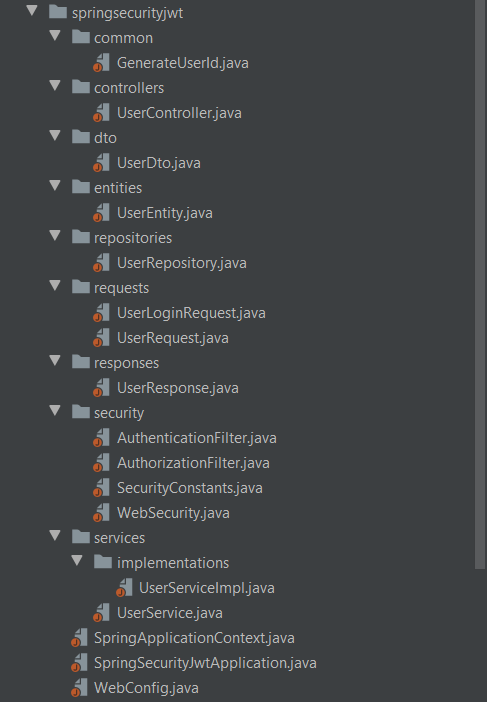 springsecurityjwt
common
GenerateUserId.java
controllers
UserController.java
dto
UserDto.java
entities
UserEntity.java
repositories
UserRepository.java
requests
UserLoginRequest.java
UserRequest.java
responses
UserResponse.java
security
AuthenticationFilter.java
AuthorizationFilter.java
SecurityConstants.java
WebSecurity.java
services
implementations
UserServiceImpl.java
UserService.java
SpringApplicationContext.java
SpringSecurityJwtApplication.java
WebConfig.java